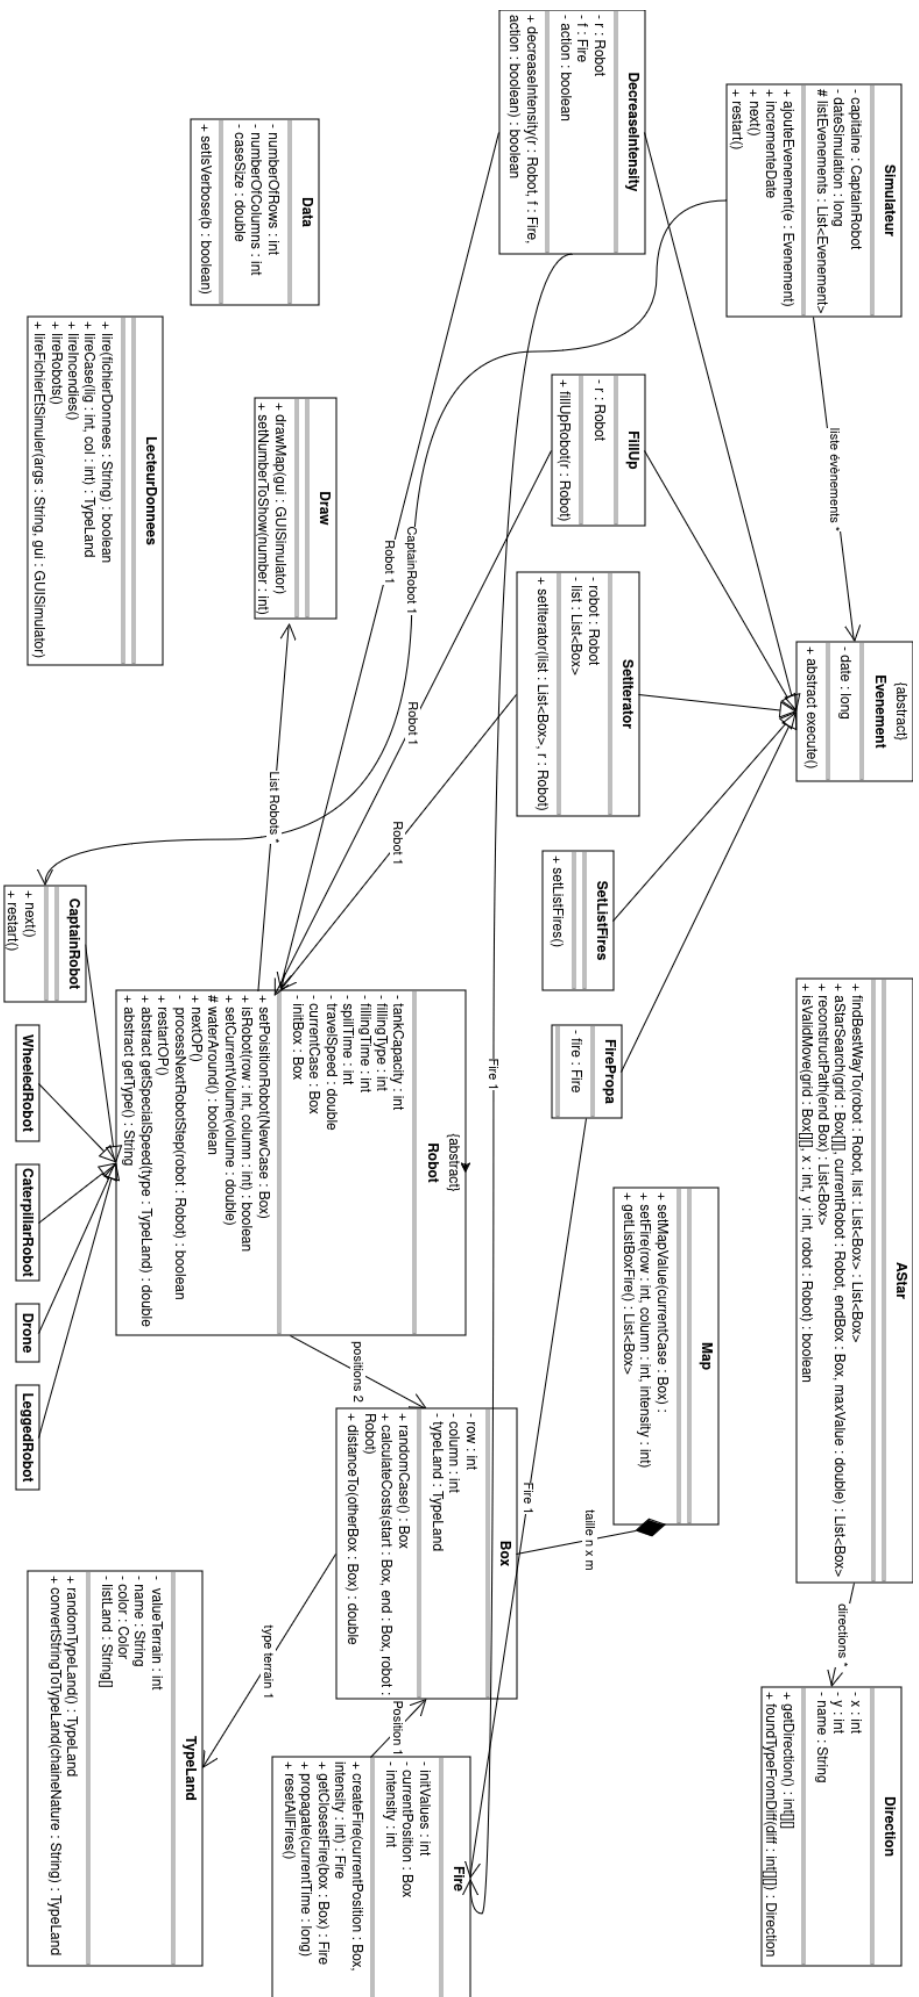 Simulateur
- capitaine : CaptainRobot
- dateSimulation : long
# listEvenements : List<Evenement>
+ ajouteEvenement(e : Evenement)
+ incrementeDate
+ next()
+ restart()
liste évènements *
{abstract}
Evenement
- date : long
+ abstract execute()
AStar
+ findBestWayTo(robot : Robot, list : List<Box> : List<Box>
+ aStarSearch(grid : Box[][], currentRobot : Robot, endBox : Box, maxValue : double) : List<Box>
+ reconstructPath(end Box) : List<Box>
+ isValidMove(grid : Box[][], x : int, y : int, robot : Robot) : boolean
directions *
Direction
- x : int
- y : int
- name : String
+ getDirection() : int[][]
+ foundTypeFromDiff(diff : int[][]) : Direction
DecreaseIntensity
- r : Robot
- f : Fire
- action : boolean
+ decreaseIntensity(r : Robot, f : Fire,
action : boolean) : boolean
FillUp
- r : Robot
+ fillUpRobot(r : Robot)
SetIterator
- robot : Robot
- list : List<Box>
+ setIterator(list : List<Box>, r : Robot)
SetListFires
+ setListFires()
FirePropa
- fire : Fire
Map
+ setMapValue(currentCase : Box) :
+ setFire(row : int, column : int, intensity : int)
+ getListBoxFire() : List<Box>
taille n x m
Fire 1
Fire 1
CaptainRobot 1
Robot 1
Robot 1
Robot 1
Data
- numberOfRows : int
- numberOfColumns : int
- caseSize : double
+ setIsVerbose(b : boolean)
Draw
+ drawMap(gui : GUISimulator)
+ setNumberToShow(number : int)
List Robots *
{abstract}
Robot
- tankCapacity : int
- fillingType : int
- fillingTime : int
- spillTime : int
- travelSpeed : double
- currentCase : Box
- initBox : Box
+ setPoisitionRobot(NewCase : Box)
+ isRobot(row : int, column : int) : boolean
+ setCurrentVolume(volume : double)
# waterAround() : boolean
+ nextOP()
- processNextRobotStep(robot : Robot) : boolean
+ restartOP()
+ abstract getSpecialSpeed(type : TypeLand) : double
+ abstract getType() : String
positions 2
Box
- row : int
- column : int
- typeLand : TypeLand
+ randomCase() : Box
+ calculateCosts(start : Box, end : Box, robot :
Robot)
+ distanceTo(otherBox : Box) : double
Position 1
Fire
- initValues : int
- currentPosition : Box
- intensity : int
+ createFire(currentPosition : Box,
intensity : int) : Fire
+ getClosestFire(box : Box) : Fire
+ propagate(currentTime : long)
+ resetAllFires()
type terrain 1
LecteurDonnees
+ lire(fichierDonnees : String) : boolean
+ lireCase(lig : int, col : int) : TypeLand
+ lireIncendies()
+ lireRobots()
+ lireFichierEtSimuler(args : String, gui : GUISimulator)
CaptainRobot
+ next()
+ restart()
WheeledRobot
CaterpillarRobot
Drone
LeggedRobot
TypeLand
- valueTerrain : int
- name : String
- color : Color
- listLand : String[]
+ randomTypeLand() : TypeLand
+ convertStringToTypeLand(chaineNature : String) : TypeLand